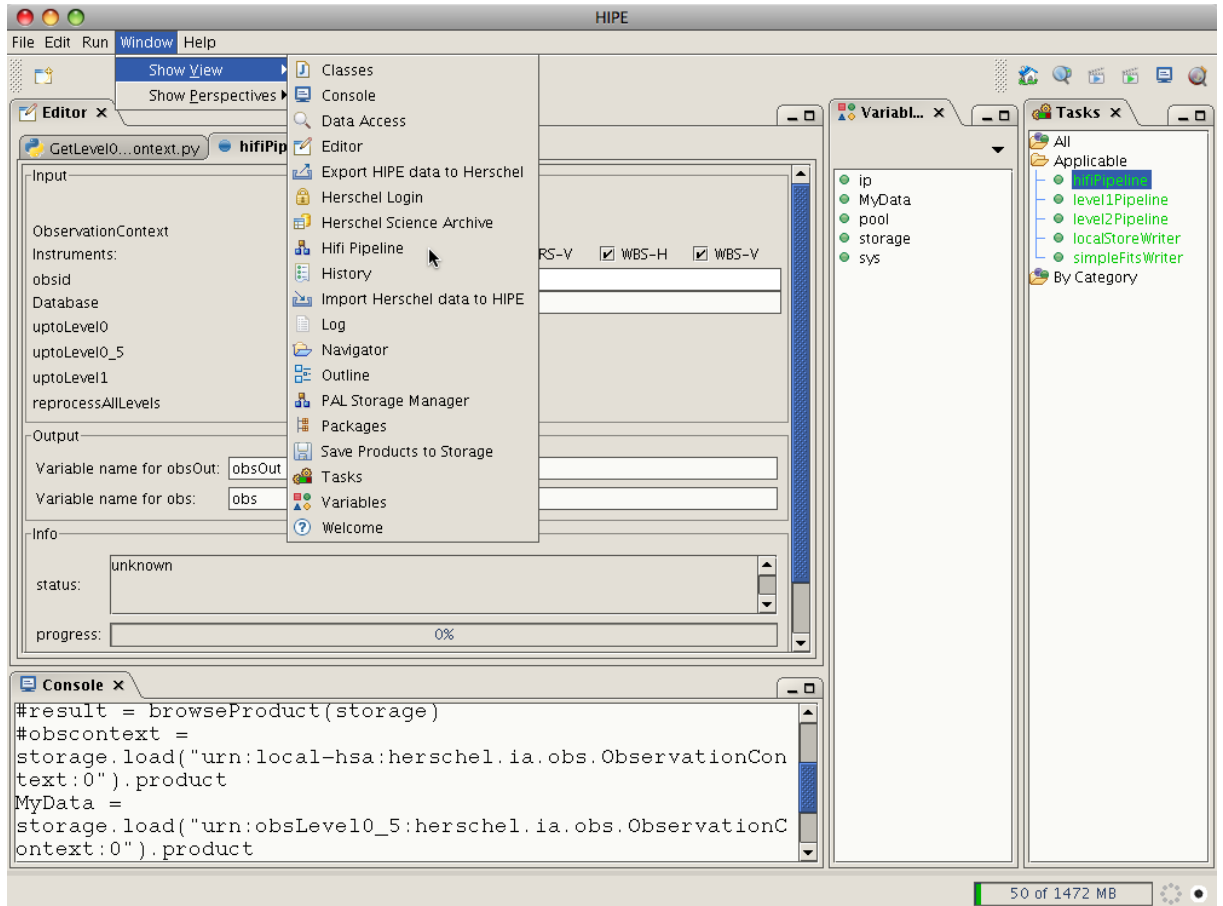 HIPE
File Edit Run Window Help
Show View
Show Perspectives
Classes
Console
Data Access
Editor
Export HIPE data to Herschel
Herschel Login
Herschel Science Archive
Hifi Pipeline
History
Import Herschel data to HIPE
Log
Navigator
Outline
PAL Storage Manager
Packages
Save Products to Storage
Tasks
Variables
Welcome
Editor
GetLevel0...ontext.py hifiPip
Input
ObservationContext
Instruments: RS-V WBS-H WBS-V
obsid
Database
uptoLevel0
uptoLevel0_5
uptoLevel1
reprocessAllLevels
Output
Variable name for obsOut: obsOut
Variable name for obs: obs
Info
status: unknown
progress: 0%
Variabl...
ip
MyData
pool
storage
sys
Tasks
All
Applicable
hifiPipeline
level1Pipeline
level2Pipeline
localStoreWriter
simpleFitsWriter
By Category
Console
#result = browseProduct(storage)
#obscontext =
storage.load("urn:local-hsa:herschel.ia.obs.ObservationCon
text:0").product
MyData =
storage.load("urn:obsLevel0_5:herschel.ia.obs.ObservationC
ontext:0").product
50 of 1472 MB